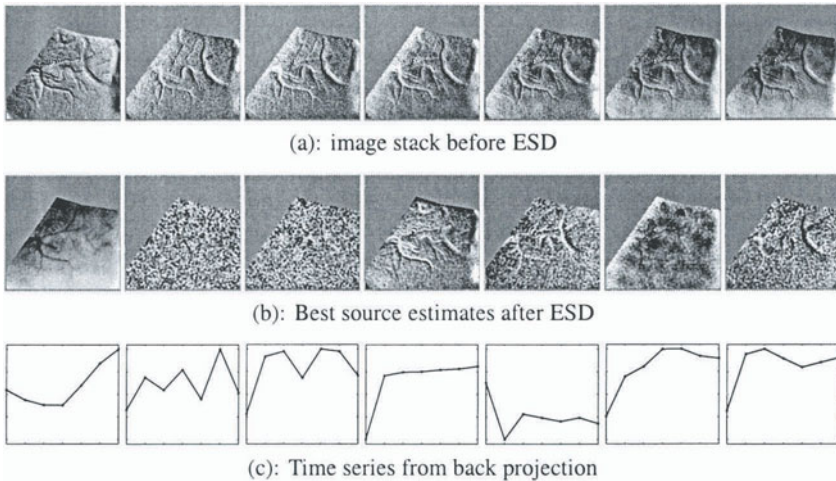 (a): image stack before ESD
(b): Best source estimates after ESD
(c): Time series from back projection